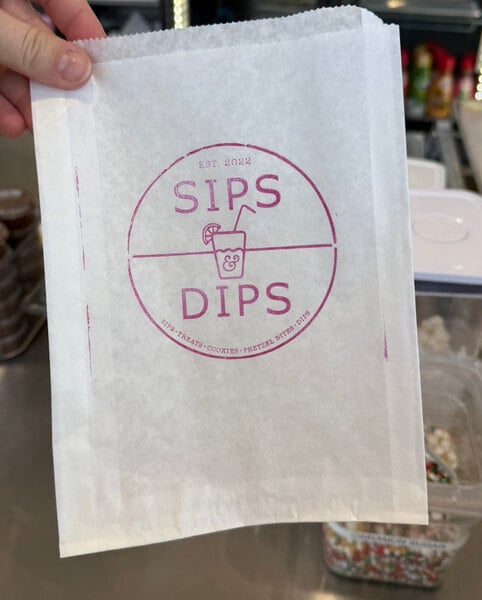 EST. 2022
SIPS
&
DIPS
SIPS • TREATS • COOKIES • PRETZEL BITES • DIPS